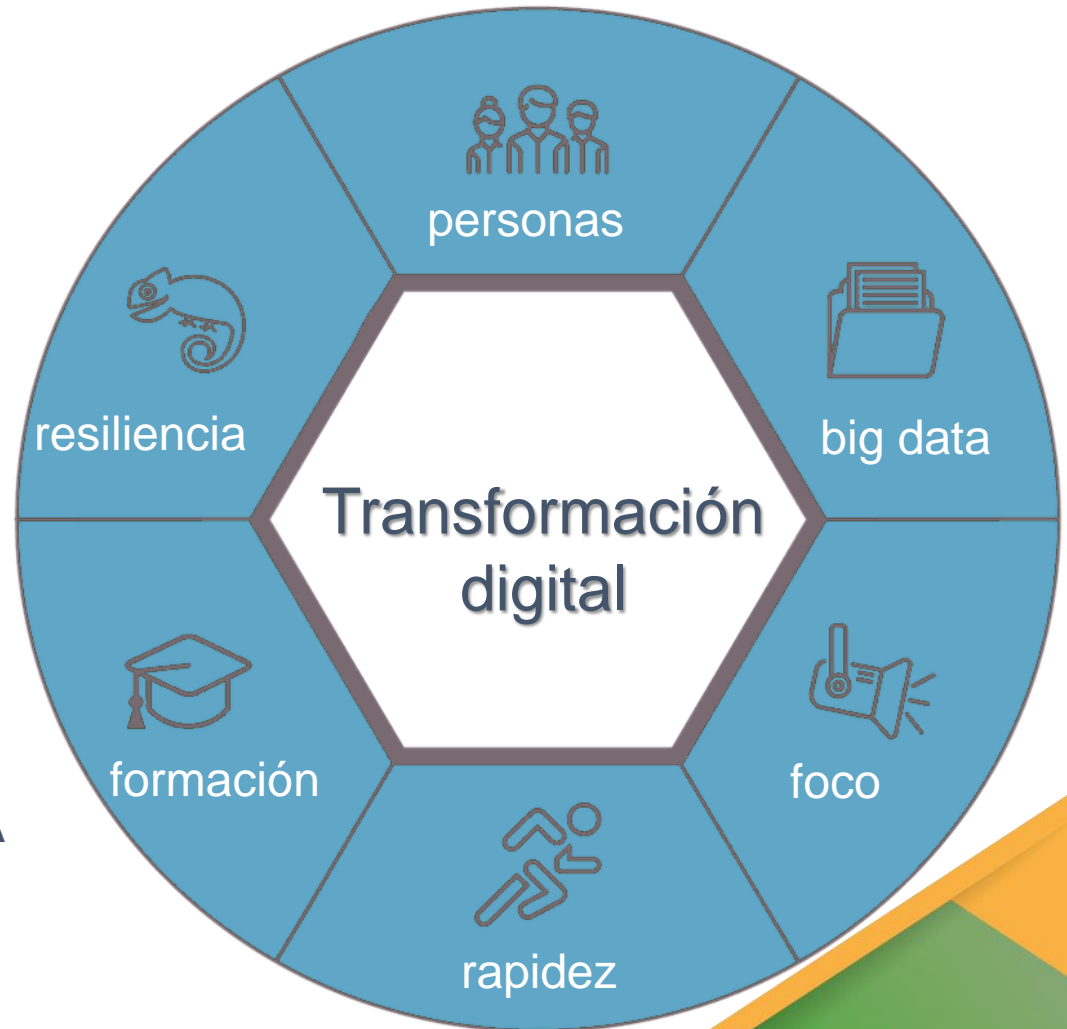 personas
resiliencia
big data
Transformación
digital
formación
foco
rapidez